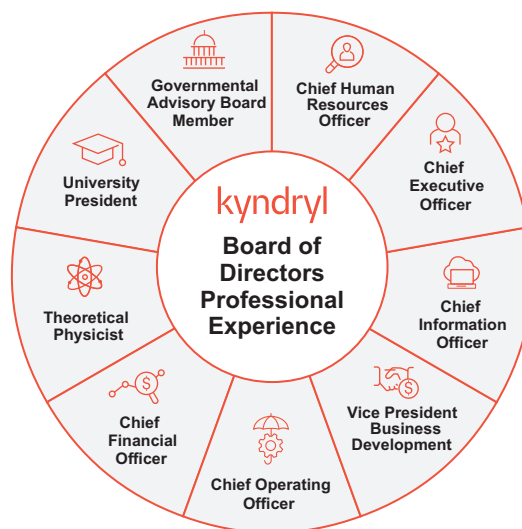 kyndryl
Board of
Directors
Professional
Experience
Governmental
Advisory Board
Member
Chief Human
Resources
Officer
Chief
Executive
Officer
Chief
Information
Officer
Vice President
Business
Development
Chief Operating
Officer
Chief
Financial
Officer
Theoretical
Physicist
University
President
$
$